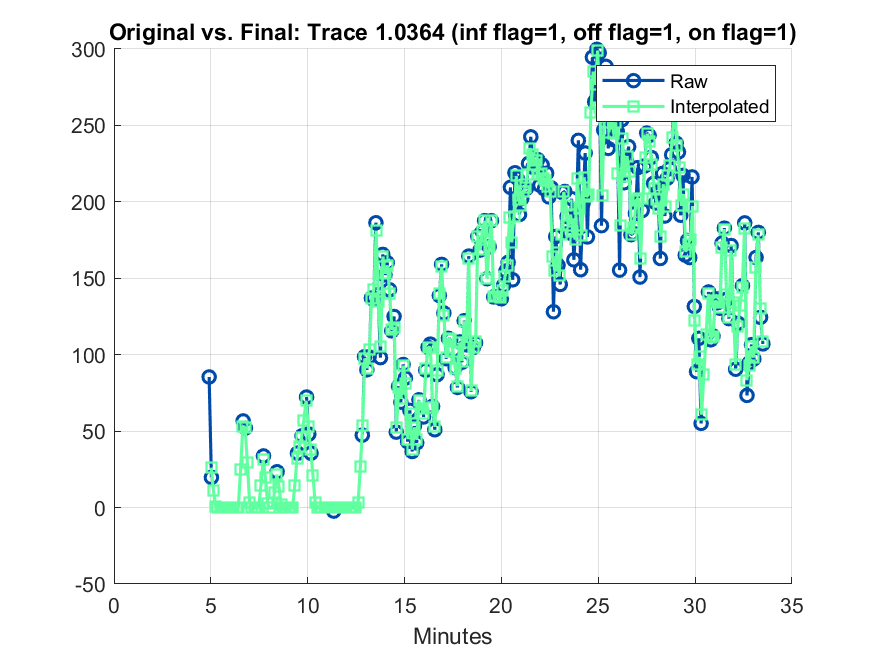 Original vs. Final: Trace 1.0364 (inf flag=1, off flag=1, on flag=1)
300
250
200
150
100
50
0
-50
Raw
Interpolated
0 5 10 15 20 25 30 35
Minutes